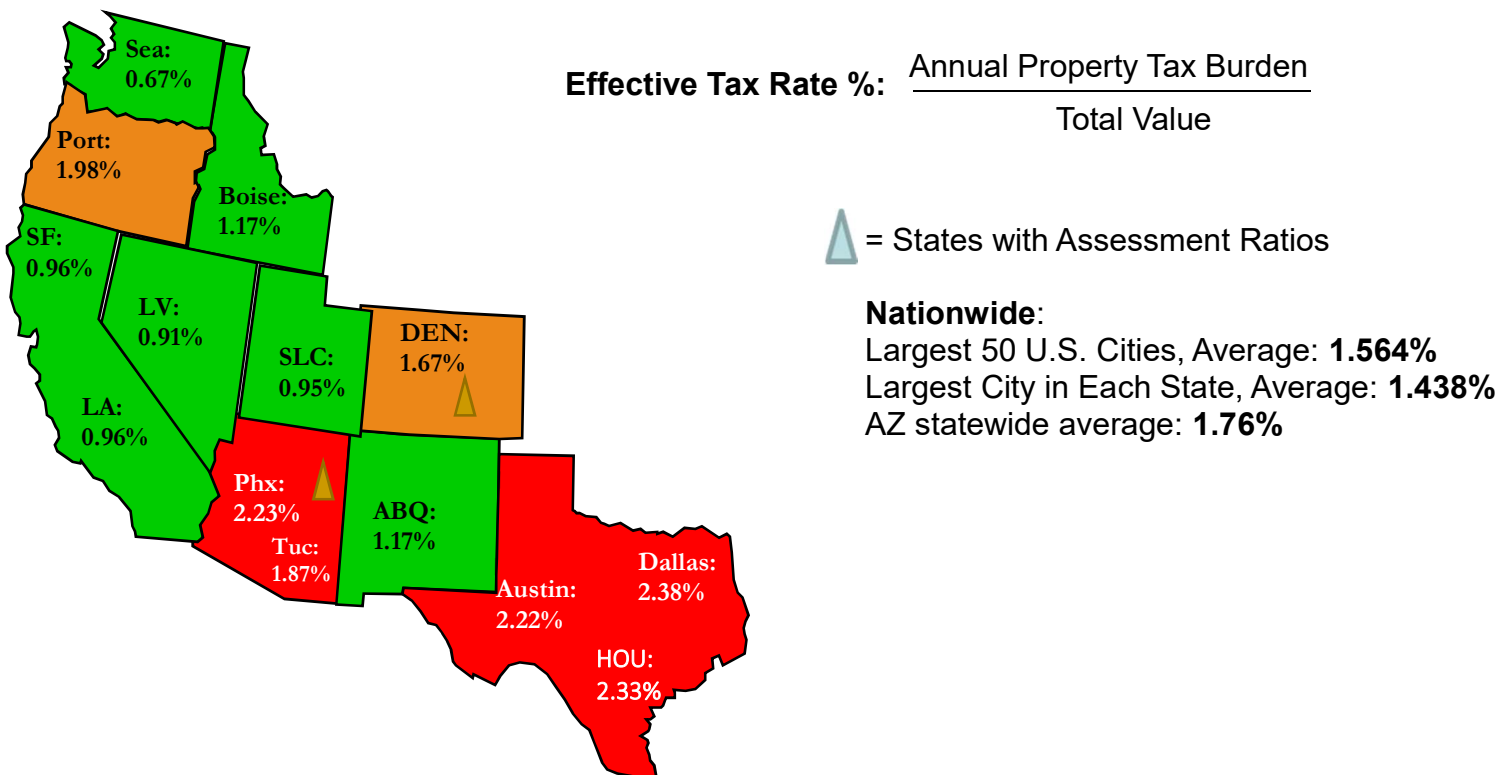 Sea:
0.67%
Effective Tax Rate %:
Annual Property Tax Burden
Total Value
Port:
1.98%
Boise:
1.17%
SF:
0.96%
= States with Assessment Ratios
LV:
0.91%
DEN:
1.67%
SLC:
0.95%
Nationwide:
Largest 50 U.S. Cities, Average: 1.564%
Largest City in Each State, Average: 1.438%
AZ statewide average: 1.76%
LA:
0.96%
Phx:
2.23%
Tuc:
1.87%
ABQ:
1.17%
Austin:
2.22%
Dallas:
2.38%
HOU:
2.33%